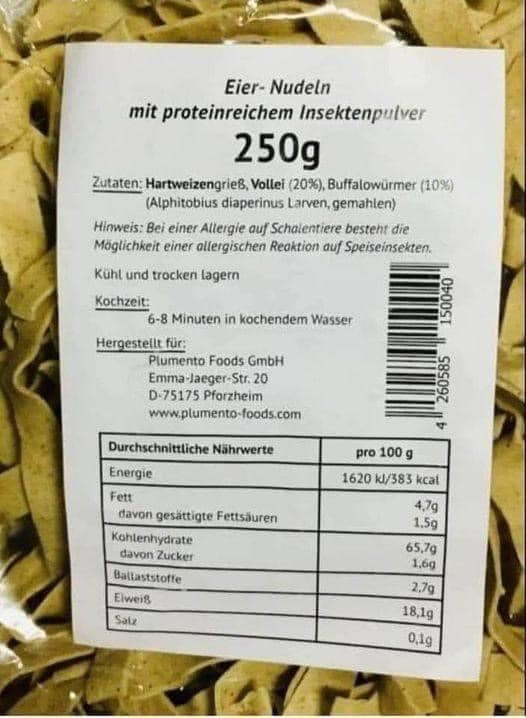 Eier- Nudeln
mit proteinreichem Insektenpulver
250g
Zutaten: Hartweizengrieß, Vollei (20%), Buffalowürmer (10%)
(Alphitobius diaperinus Larven, gemahlen)
Hinweis: Bei einer Allergie auf Schalentiere besteht die
Möglichkeit einer allergischen Reaktion auf Speiseinsekten.
Kühl und trocken lagern
Kochzeit:
6-8 Minuten in kochendem Wasser
Hergestellt für:
Plumento Foods GmbH
Emma-Jaeger-Str. 20
D-75175 Pforzheim
www.plumento-foods.com
4 260585 150040
Durchschnittliche Nährwerte pro 100 g
Energie 1620 kJ/383 kcal
Fett 4,7g
davon gesättigte Fettsäuren 1,5g
Kohlenhydrate 65,7g
davon Zucker 1,6g
Ballaststoffe 2,7g
Eiweiß 18,1g
Salz 0,1g